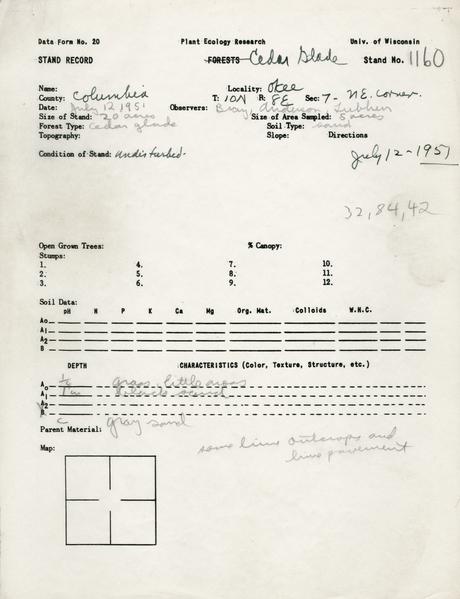 Data Form No. 20 Plant Ecology Research Univ. of Wisconsin
STAND RECORD FORESTS Cedar Glade Stand No. 1160
Name: Locality: Okee
County: Columbia T: 10N R: 8E Sec: 7- N.E. corner.
Date: July 12 1951 Observers: Bray, Anderson
Size of Stand: 20 acres Size of Area Sampled: 5 acres
Forest Type: Cedar glade Soil Type: sand
Topography: Slope: Directions
Condition of Stand: undisturbed. July 12-1951
32,84,42
Open Grown Trees: % Canopy:
Stumps:
1. 4. 7. 10.
2. 5. 8. 11.
3. 6. 9. 12.
Soil Data:
pH N P K Ca Mg Org. Mat. Colloids W.H.C.
Ao
A1
A2
B
DEPTH CHARACTERISTICS (Color, Texture, Structure, etc.)
Ao grass, little
A1 sand
A2
B
C gray sand
Parent Material:
some lime outcrops and
lime pavement
Map: